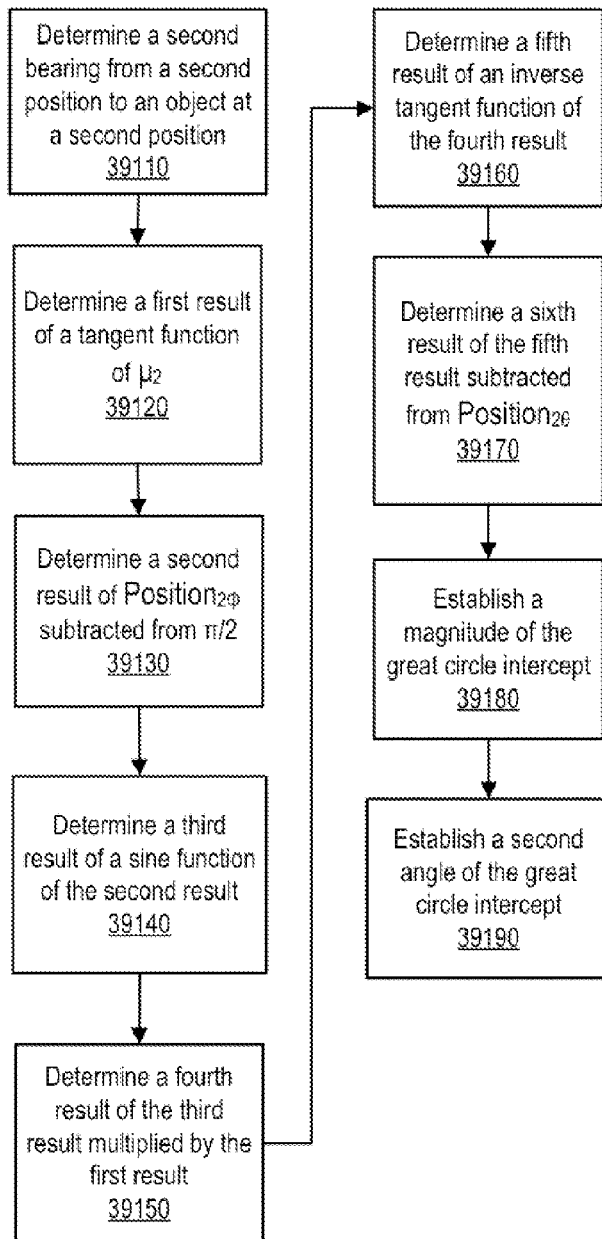 Determine a second
bearing from a second
position to an object at
a second position
39110
Determine a first result
of a tangent function
of μ2
39120
Determine a second
result of Position2Φ
subtracted from π/2
39130
Determine a third
result of a sine function
of the second result
39140
Determine a fourth
result of the third
result multiplied by the
first result
39150
Determine a fifth
result of an inverse
tangent function of
the fourth result
39160
Determine a sixth
result of the fifth
result subtracted
from Position2θ
39170
Establish a
magnitude of the
great circle intercept
39180
Establish a second
angle of the great
circle intercept
39190